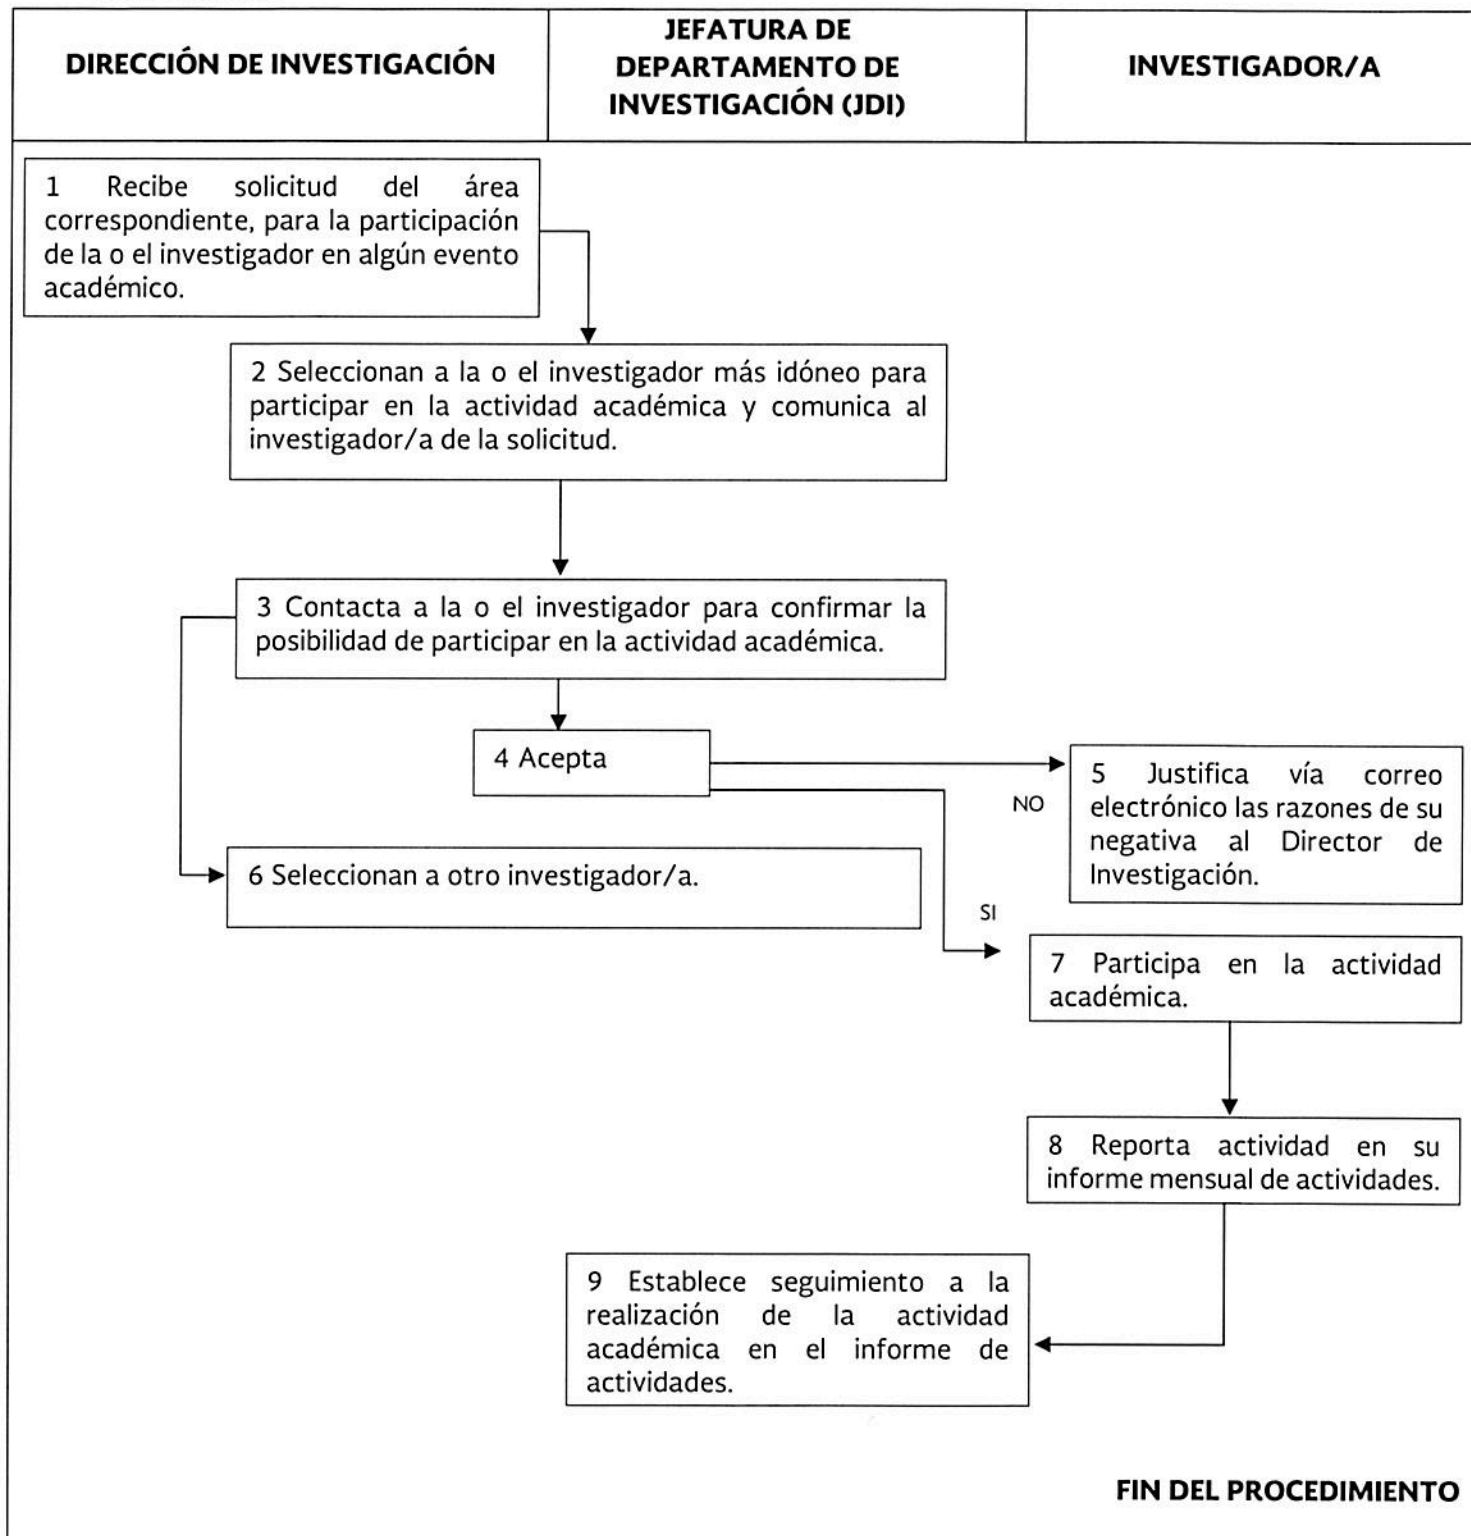 DIRECCIÓN DE INVESTIGACIÓN
JEFATURA DE
DEPARTAMENTO DE
INVESTIGACIÓN (JDI)
INVESTIGADOR/A
1 Recibe solicitud del área
correspondiente, para la participación
de la o el investigador en algún evento
académico.
2 Seleccionan a la o el investigador más idóneo para
participar en la actividad académica y comunica al
investigador/a de la solicitud.
3 Contacta a la o el investigador para confirmar la
posibilidad de participar en la actividad académica.
4 Acepta
NO
5 Justifica vía correo
electrónico las razones de su
negativa al Director de
Investigación.
6 Seleccionan a otro investigador/a.
SI
7 Participa en la actividad
académica.
8 Reporta actividad en su
informe mensual de actividades.
9 Establece seguimiento a la
realización de la actividad
académica en el informe de
actividades.
FIN DEL PROCEDIMIENTO